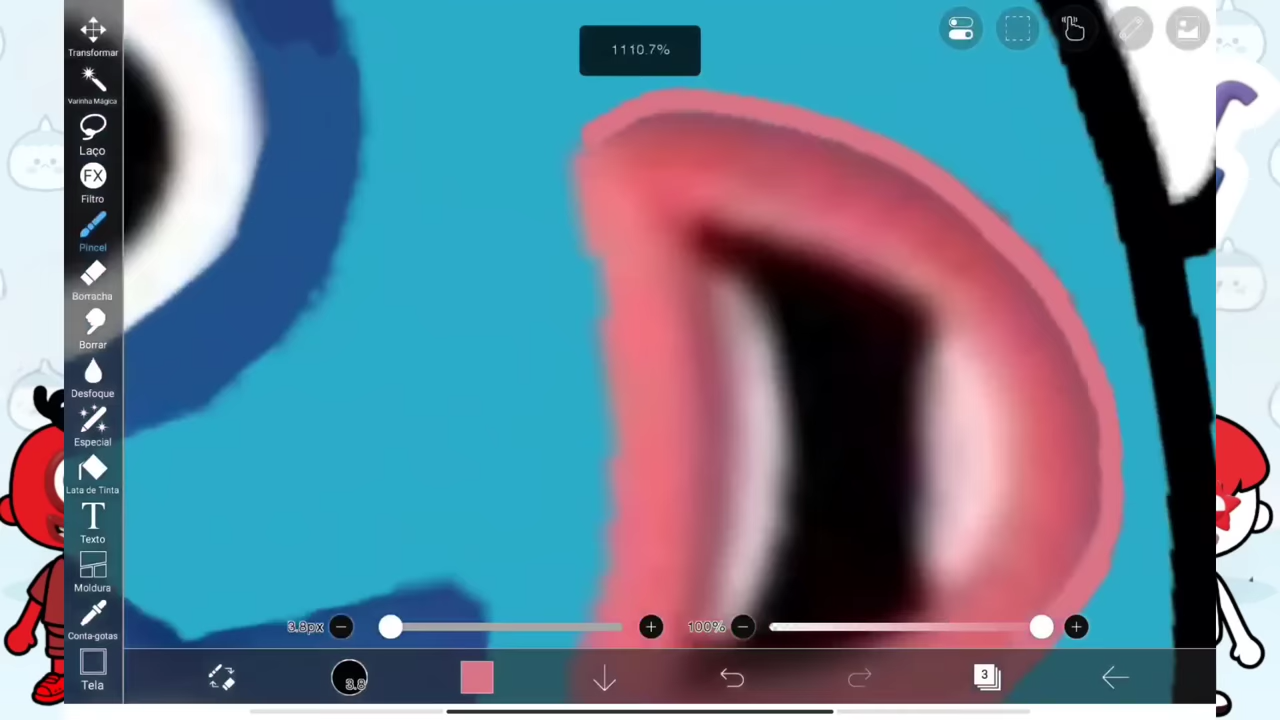 1110.7%
Transformar
Varinha Mágica
Laço
FX
Filtro
Pincel
Borracha
Borrar
Desfoque
Especial
Lata de Tinta
T
Texto
Moldura
Conta-gotas
Tela
3.8px
100%
3.8
3